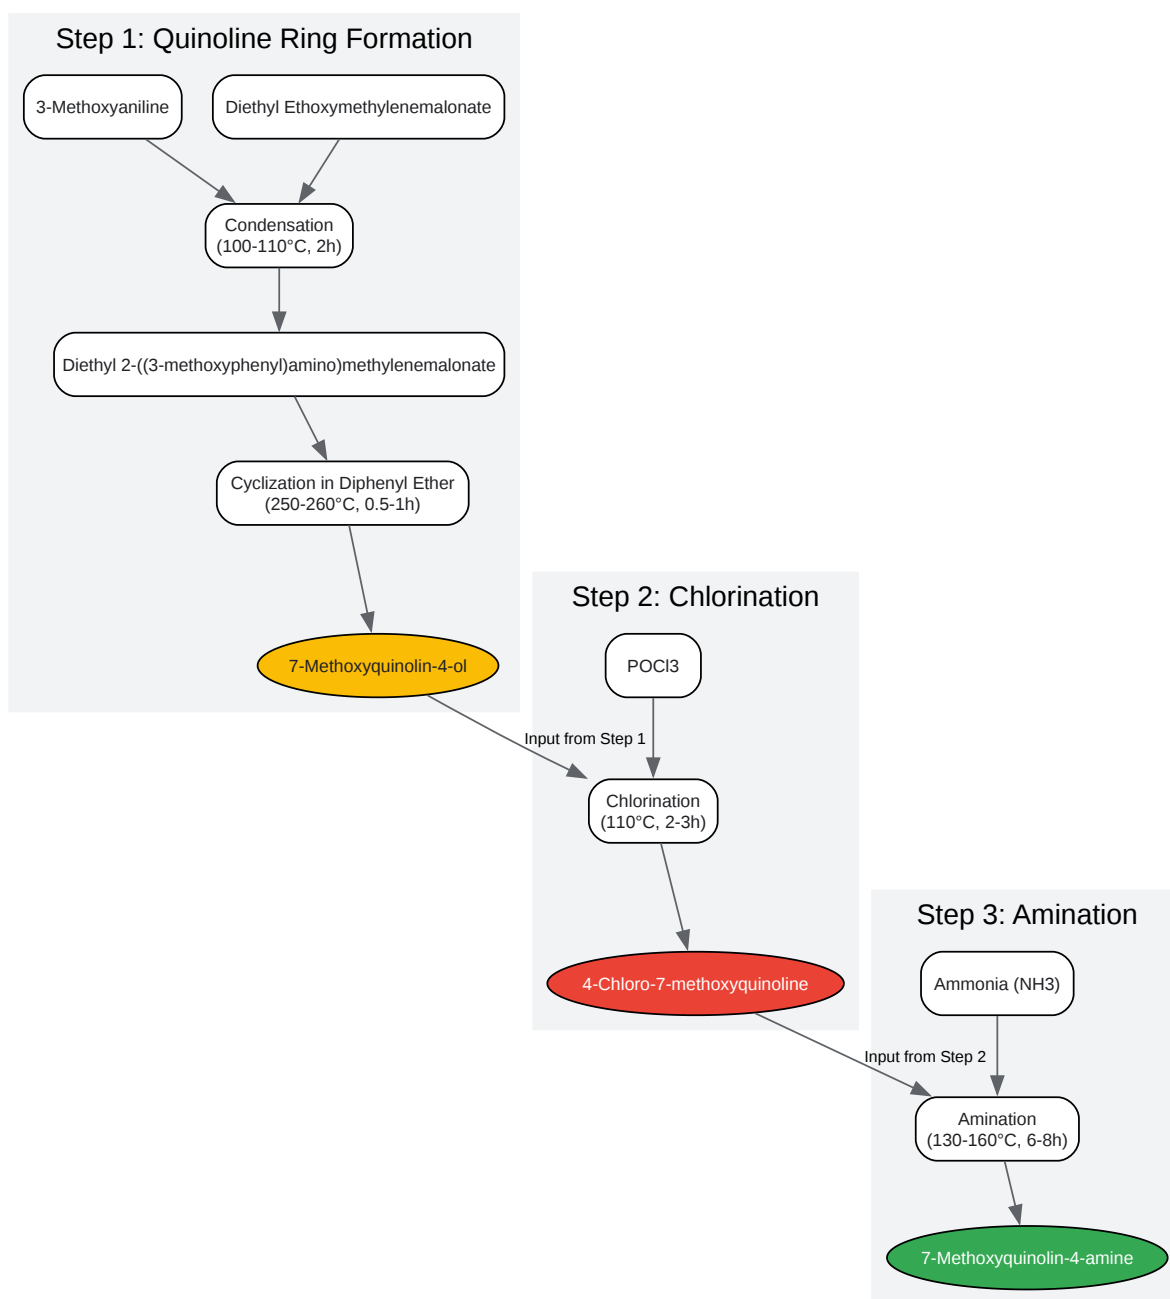 Step 1: Quinoline Ring Formation
3-Methoxyaniline
Diethyl Ethoxymethylenemalonate
Condensation
(100-110°C, 2h)
Diethyl 2-((3-methoxyphenyl)amino)methylenemalonate
Cyclization in Diphenyl Ether
(250-260°C, 0.5-1h)
7-Methoxyquinolin-4-ol
Step 2: Chlorination
POCl3
Input from Step 1
Chlorination
(110°C, 2-3h)
4-Chloro-7-methoxyquinoline
Step 3: Amination
Ammonia (NH3)
Input from Step 2
Amination
(130-160°C, 6-8h)
7-Methoxyquinolin-4-amine